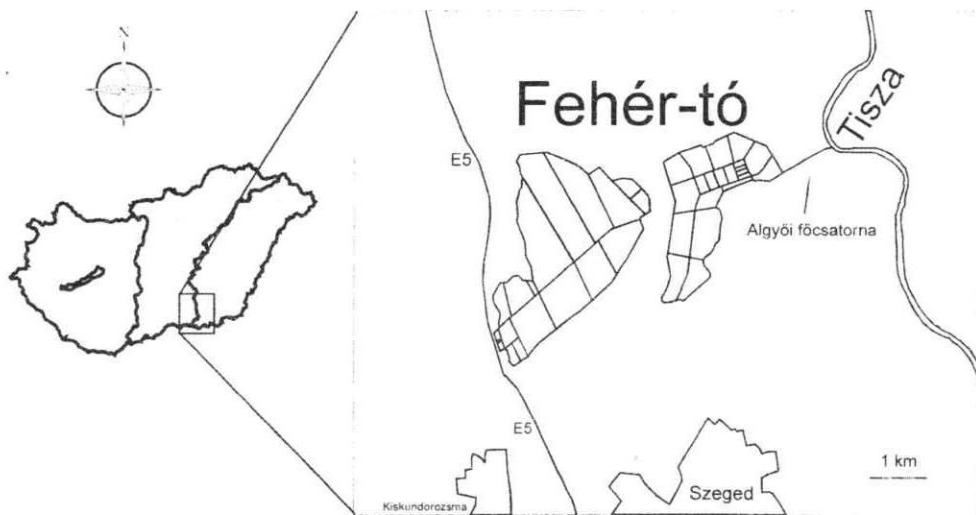 N
Fehér-tó
Tisza
E5
Algyői főcsatorna
E5
1 km
Szeged
Kiskundorozsma